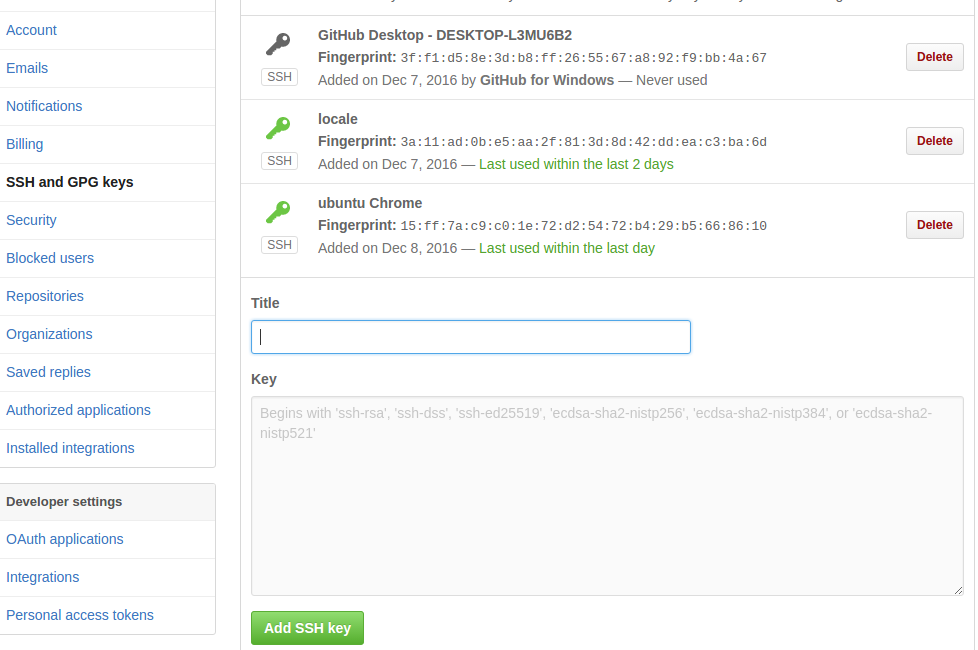 Account
Emails
Notifications
Billing
SSH and GPG keys
Security
Blocked users
Repositories
Organizations
Saved replies
Authorized applications
Installed integrations
Developer settings
OAuth applications
Integrations
Personal access tokens
GitHub Desktop - DESKTOP-L3MU6B2
Fingerprint: 3f:f1:d5:8e:3d:b8:ff:26:55:67:a8:92:f9:bb:4a:67
SSH
Added on Dec 7, 2016 by GitHub for Windows — Never used
Delete
locale
Fingerprint: 3a:11:ad:0b:e5:aa:2f:81:3d:8d:42:dd:ea:c3:ba:6d
SSH
Added on Dec 7, 2016 — Last used within the last 2 days
Delete
ubuntu Chrome
Fingerprint: 15:ff:7a:c9:c0:1e:72:d2:54:72:b4:29:b5:66:86:10
SSH
Added on Dec 8, 2016 — Last used within the last day
Delete
Title
Key
Begins with 'ssh-rsa', 'ssh-dss', 'ssh-ed25519', 'ecdsa-sha2-nistp256', 'ecdsa-sha2-nistp384', or 'ecdsa-sha2-
nistp521'
Add SSH key